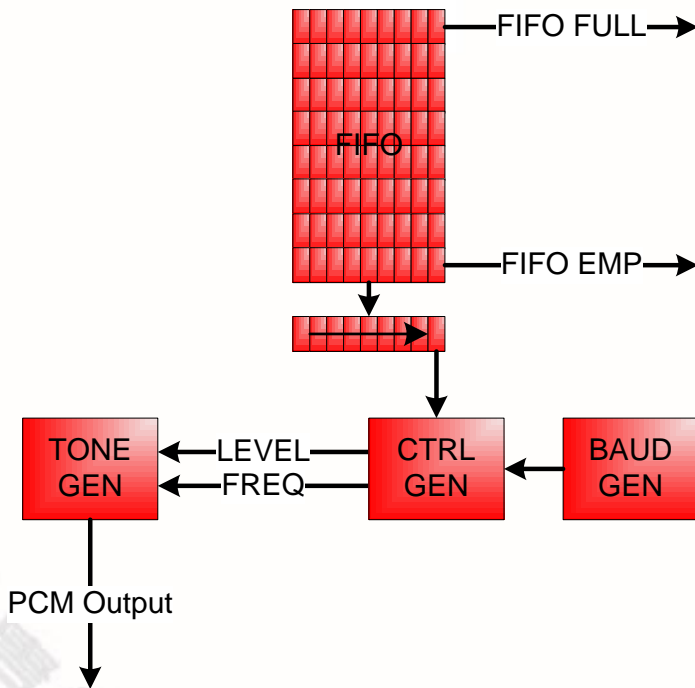 FIFO FULL
FIFO
FIFO EMP
TONE
GEN
LEVEL
FREQ
CTRL
GEN
BAUD
GEN
PCM Output